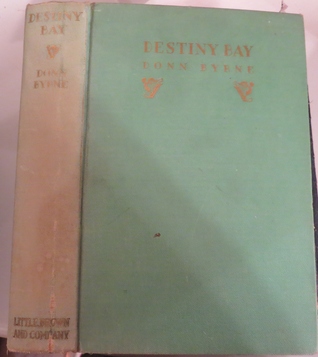 DESTINY
BAY
DONN
BYRNE
LITTLE, BROWN
AND COMPANY
DESTINY BAY
DONN BYRNE